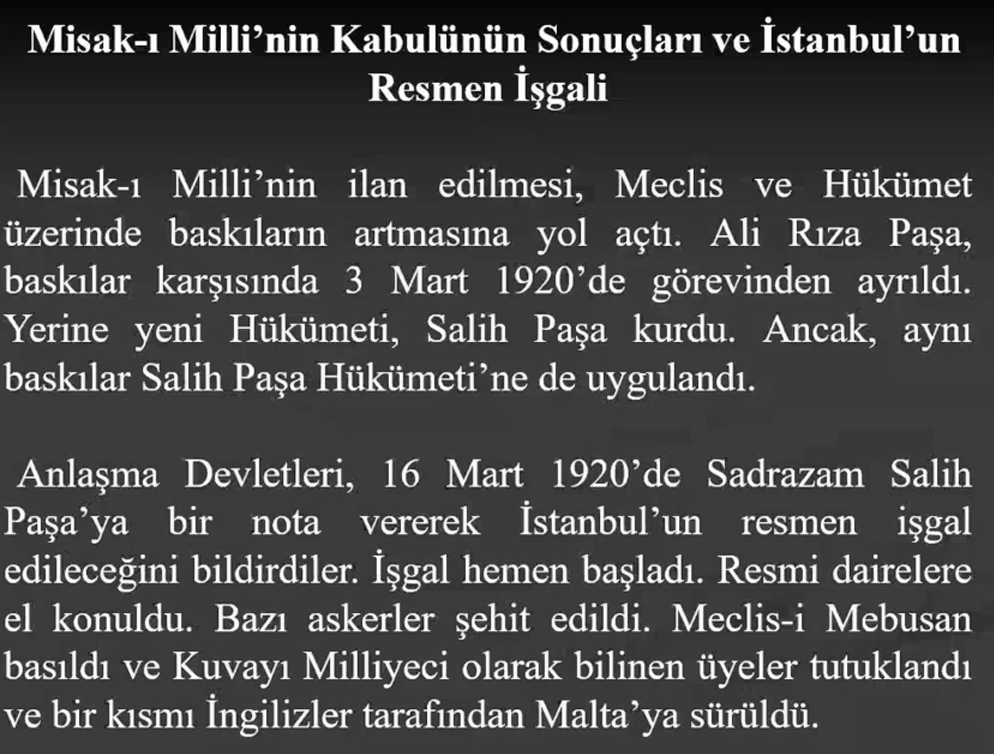 Misak-ı Milli’nin Kabulünün Sonuçları ve İstanbul’un
Resmen İşgali
Misak-ı Milli’nin ilan edilmesi, Meclis ve Hükümet
üzerinde baskıların artmasına yol açtı. Ali Rıza Paşa,
baskılar karşısında 3 Mart 1920’de görevinden ayrıldı.
Yerine yeni Hükümeti, Salih Paşa kurdu. Ancak, aynı
baskılar Salih Paşa Hükümeti’ne de uygulandı.
Anlaşma Devletleri, 16 Mart 1920’de Sadrazam Salih
Paşa’ya bir nota vererek İstanbul’un resmen işgal
edileceğini bildirdiler. İşgal hemen başladı. Resmi dairelere
el konuldu. Bazı askerler şehit edildi. Meclis-i Mebusan
basıldı ve Kuvayı Milliyeci olarak bilinen üyeler tutuklandı
ve bir kısmı İngilizler tarafından Malta’ya sürüldü.